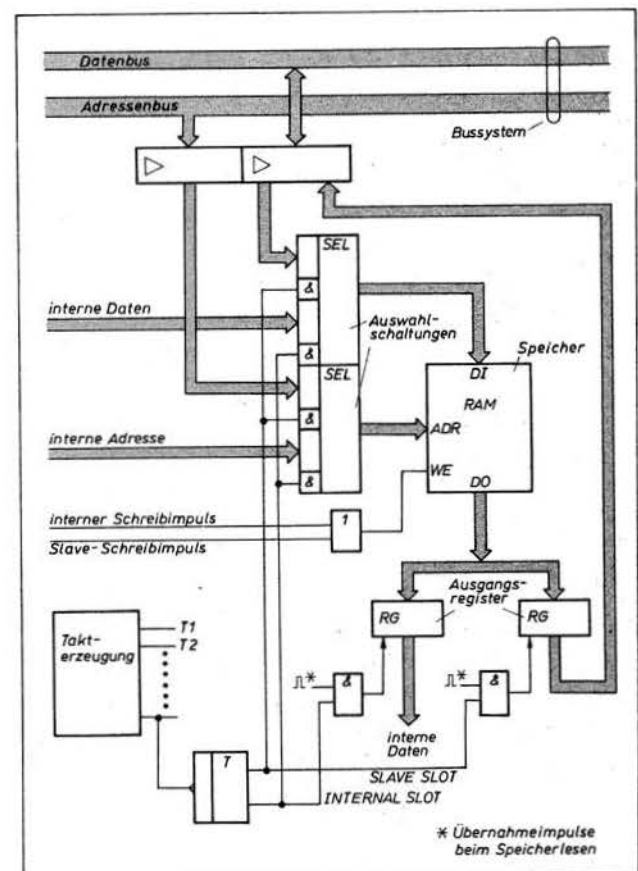 Datenbus
Adressenbus
Bussystem
SEL
&
interne Daten
Auswahl-
schaltungen
&
SEL
Speicher
DI
RAM
&
ADR
interne Adresse
WE
&
DO
interner Schreibimpuls
1
Slave-Schreibimpuls
Ausgangs-
register
RG
RG
Takt-
erzeugung
T1
T2
*
&
*
&
interne
Daten
T
SLAVE SLOT
INTERNAL SLOT
* Übernahmeimpulse
beim Speicherlesen